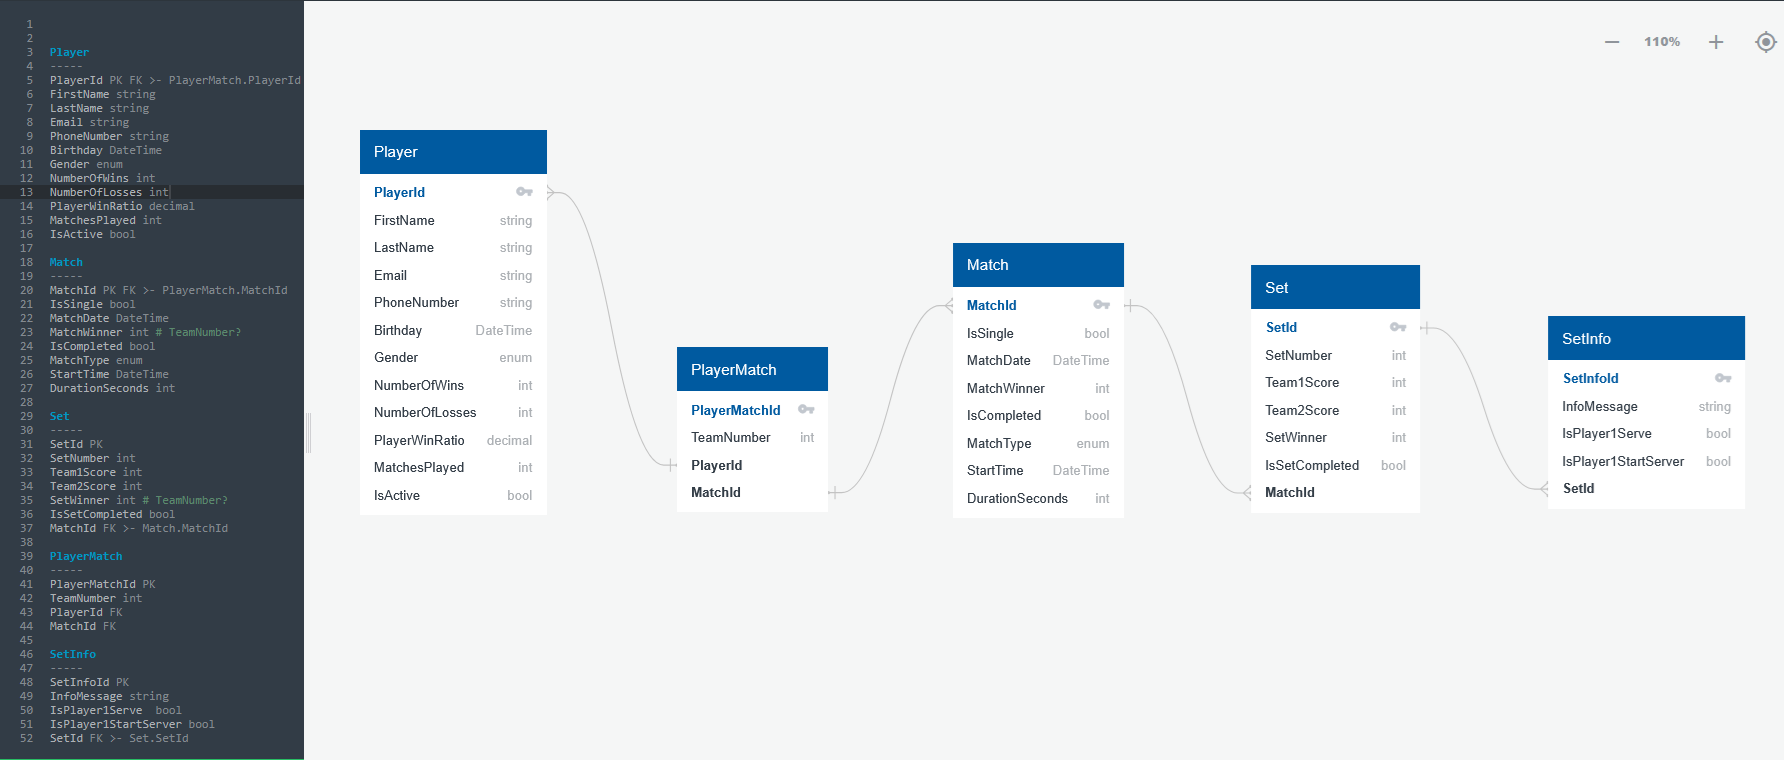 1
2
3 Player
4 -----
5 PlayerId PK FK >- PlayerMatch.PlayerId
6 FirstName string
7 LastName string
8 Email string
9 PhoneNumber string
10 Birthday DateTime
11 Gender enum
12 NumberOfWins int
13 NumberOfLosses int
14 PlayerWinRatio decimal
15 MatchesPlayed int
16 IsActive bool
17
18 Match
19 -----
20 MatchId PK FK >- PlayerMatch.MatchId
21 IsSingle bool
22 MatchDate DateTime
23 MatchWinner int # TeamNumber?
24 IsCompleted bool
25 MatchType enum
26 StartTime DateTime
27 DurationSeconds int
28
29 Set
30 -----
31 SetId PK
32 SetNumber int
33 Team1Score int
34 Team2Score int
35 SetWinner int # TeamNumber?
36 IsSetCompleted bool
37 MatchId FK >- Match.MatchId
38
39 PlayerMatch
40 -----
41 PlayerMatchId PK
42 TeamNumber int
43 PlayerId FK
44 MatchId FK
45
46 SetInfo
47 -----
48 SetInfoId PK
49 InfoMessage string
50 IsPlayer1Serve  bool
51 IsPlayer1StartServer bool
52 SetId FK >- Set.SetId
110%
Player
PlayerId
FirstName string
LastName string
Email string
PhoneNumber string
Birthday DateTime
Gender enum
NumberOfWins int
NumberOfLosses int
PlayerWinRatio decimal
MatchesPlayed int
IsActive bool
PlayerMatch
PlayerMatchId
TeamNumber int
PlayerId
MatchId
Match
MatchId
IsSingle bool
MatchDate DateTime
MatchWinner int
IsCompleted bool
MatchType enum
StartTime DateTime
DurationSeconds int
Set
SetId
SetNumber int
Team1Score int
Team2Score int
SetWinner int
IsSetCompleted bool
MatchId
SetInfo
SetInfoId
InfoMessage string
IsPlayer1Serve bool
IsPlayer1StartServer bool
SetId